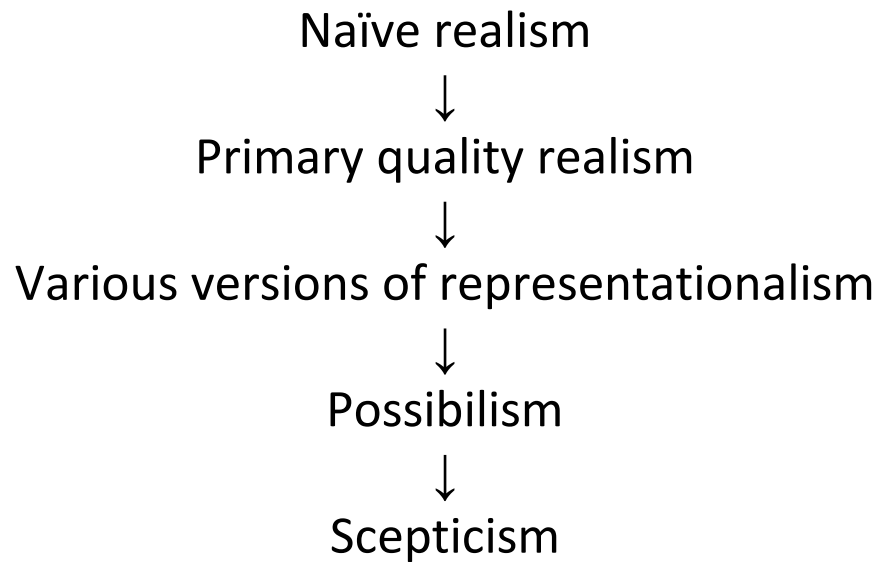 Naïve realism
↓
Primary quality realism
↓
Various versions of representationalism
↓
Possibilism
↓
Scepticism